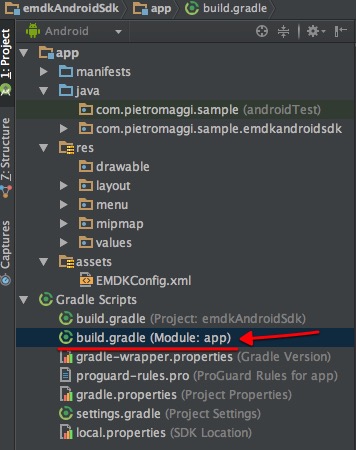 emdkAndroidSdk app build.gradle
Android
app
manifests
java
com.pietromaggi.sample (androidTest)
com.pietromaggi.sample.emdkandroidsdk
res
drawable
layout
menu
mipmap
values
assets
EMDKConfig.xml
Gradle Scripts
build.gradle (Project: emdkAndroidSdk)
build.gradle (Module: app)
gradle-wrapper.properties (Gradle Version)
proguard-rules.pro (ProGuard Rules for app)
gradle.properties (Project Properties)
settings.gradle (Project Settings)
local.properties (SDK Location)
1: Project
Z: Structure
Captures